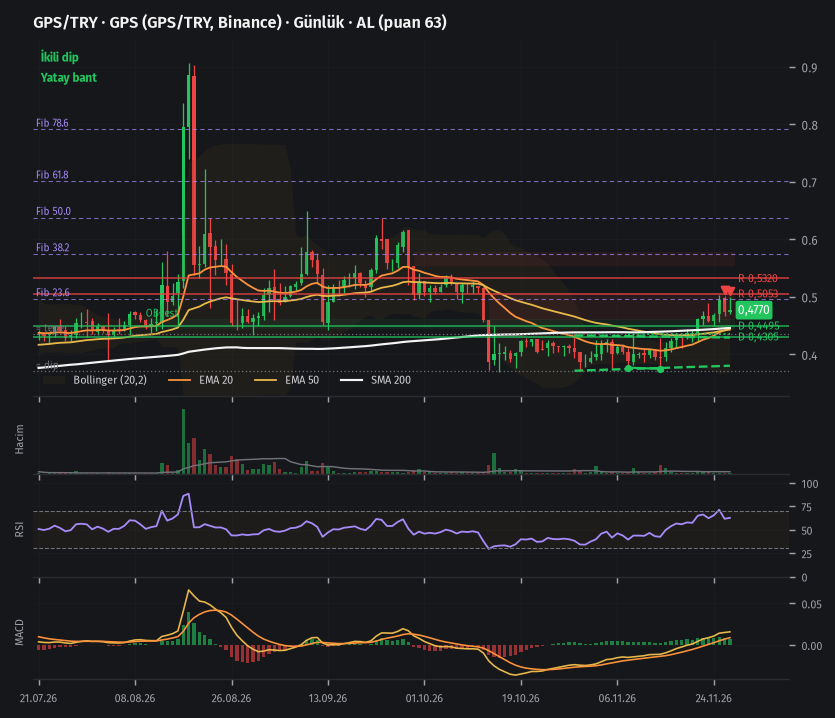 GPS/TRY · GPS (GPS/TRY, Binance) · Günlük · AL (puan 63)
İkili dip
Yatay bant
0.9
Fib 78.6
0.8
Fib 61.8
0.7
Fib 50.0
0.6
Fib 38.2
R 0,5320
Fib 23.6
R 0,5053
0.5
0,4770
D 0,4495
D 0,4305
0.4
dip
Bollinger (20,2)
EMA 20
EMA 50
SMA 200
Hacim
RSI
100
75
50
25
0
MACD
0.05
0.00
21.07.26
08.08.26
26.08.26
13.09.26
01.10.26
19.10.26
06.11.26
24.11.26